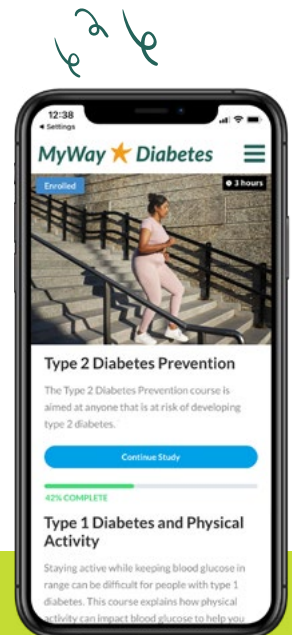 12:38
Settings
MyWay Diabetes
Enrolled
3 hours
Type 2 Diabetes Prevention
The Type 2 Diabetes Prevention course is
aimed at anyone that is at risk of developing
type 2 diabetes.
Continue Study
42% COMPLETE
Type 1 Diabetes and Physical
Activity
Staying active while keeping blood glucose in
range can be difficult for people with type 1
diabetes. This course explains how physical
activity can impact blood glucose to help you